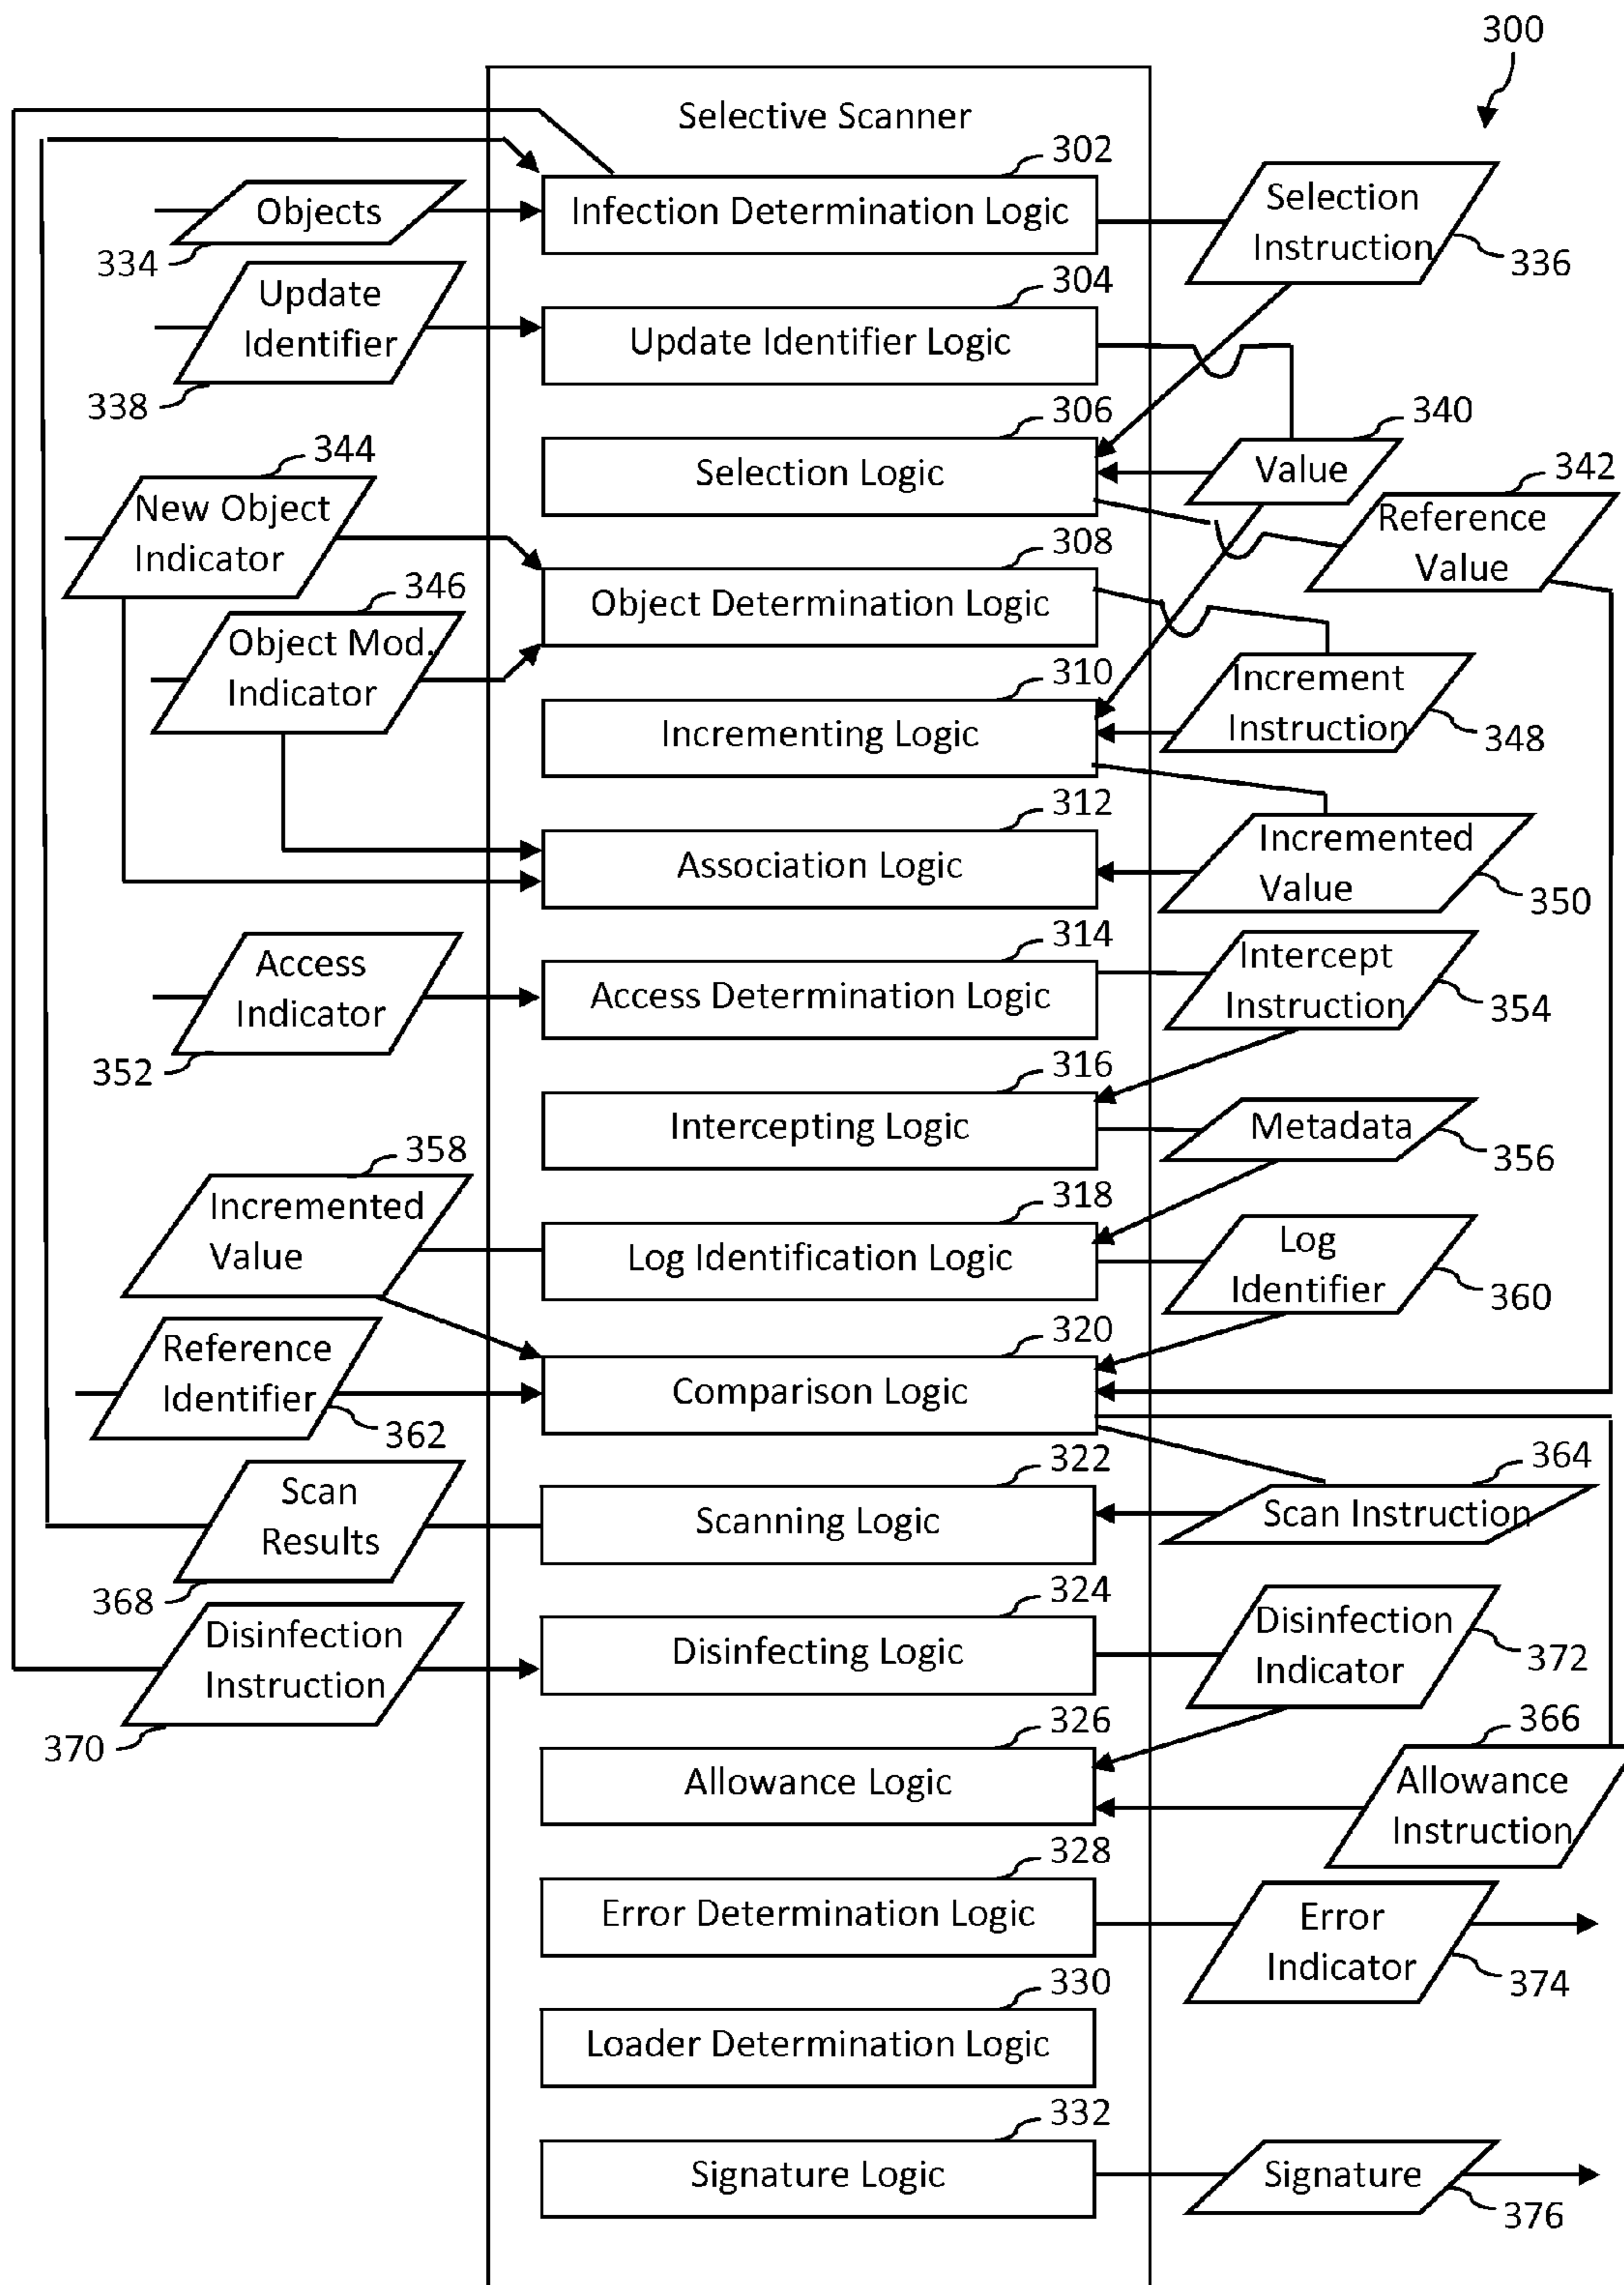 300
Selective Scanner
302
Infection Determination Logic
Objects
334
Selection
Instruction
336
304
Update Identifier Logic
Update
Identifier
338
306
Selection Logic
340
Value
342
Reference
Value
344
New Object
Indicator
308
Object Determination Logic
346
Object Mod.
Indicator
310
Incrementing Logic
Increment
Instruction
348
312
Association Logic
Incremented
Value
350
314
Access Determination Logic
Access
Indicator
352
Intercept
Instruction
354
316
Intercepting Logic
Metadata
356
358
Incremented
Value
318
Log Identification Logic
Log
Identifier
360
320
Comparison Logic
Reference
Identifier
362
322
Scanning Logic
364
Scan Instruction
Scan
Results
368
324
Disinfecting Logic
Disinfection
Instruction
370
Disinfection
Indicator
372
326
Allowance Logic
366
Allowance
Instruction
328
Error Determination Logic
Error
Indicator
374
330
Loader Determination Logic
332
Signature Logic
Signature
376